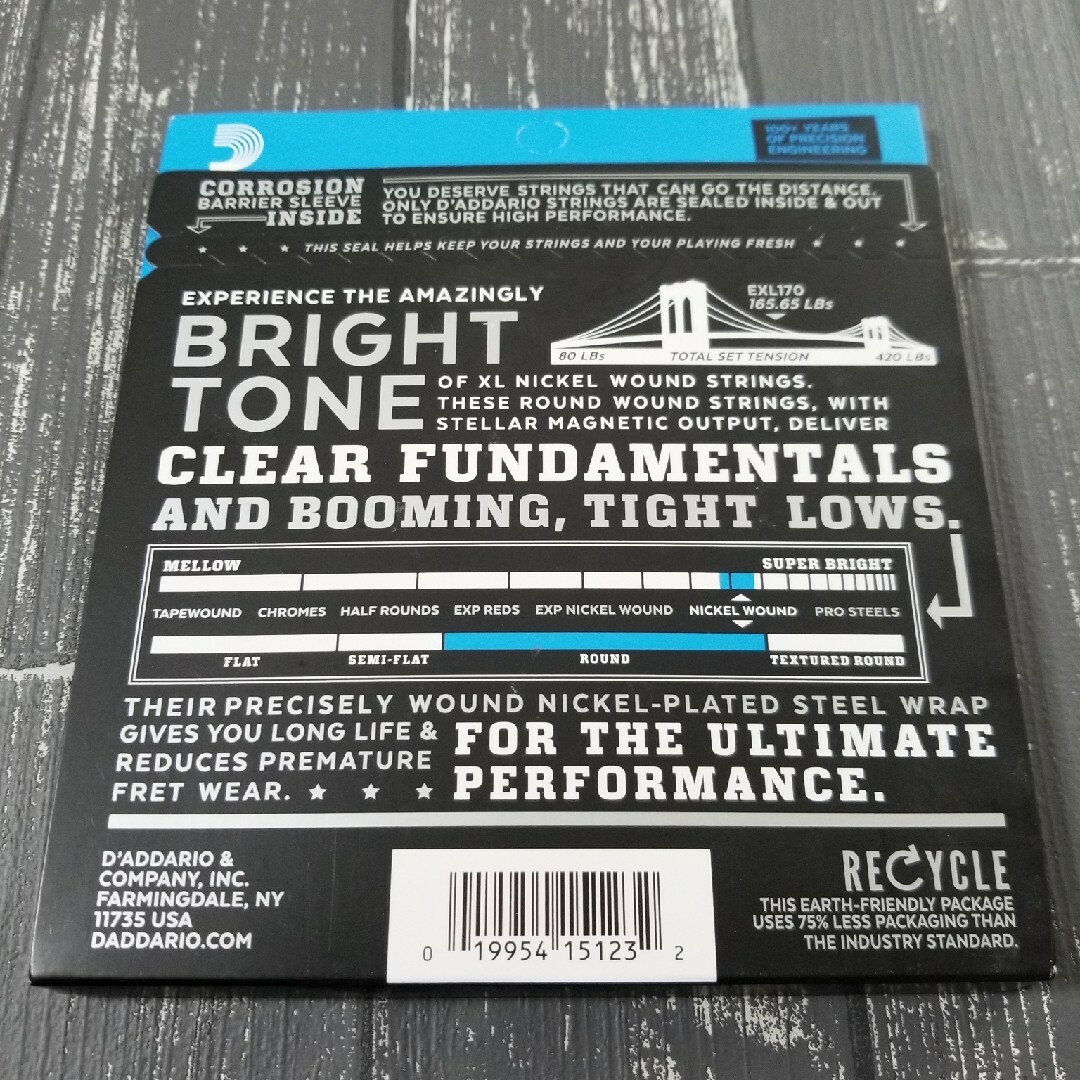 100+ YEARS
OF PRECISION
ENGINEERING
CORROSION
BARRIER SLEEVE
INSIDE
YOU DESERVE STRINGS THAT CAN GO THE DISTANCE.
ONLY D'ADDARIO STRINGS ARE SEALED INSIDE & OUT
TO ENSURE HIGH PERFORMANCE.
THIS SEAL HELPS KEEP YOUR STRINGS AND YOUR PLAYING FRESH
EXPERIENCE THE AMAZINGLY
BRIGHT
TONE
EXL170
165.65 LBs
80 LBs TOTAL SET TENSION 420 LBs
OF XL NICKEL WOUND STRINGS.
THESE ROUND WOUND STRINGS, WITH
STELLAR MAGNETIC OUTPUT, DELIVER
CLEAR FUNDAMENTALS
AND BOOMING, TIGHT LOWS.
MELLOW SUPER BRIGHT
TAPEWOUND CHROMES HALF ROUNDS EXP REDS EXP NICKEL WOUND NICKEL WOUND PRO STEELS
FLAT SEMI-FLAT ROUND TEXTURED ROUND
THEIR PRECISELY WOUND NICKEL-PLATED STEEL WRAP
GIVES YOU LONG LIFE &
REDUCES PREMATURE
FRET WEAR.
FOR THE ULTIMATE
PERFORMANCE.
D'ADDARIO &
COMPANY, INC.
FARMINGDALE, NY
11735 USA
DADDARIO.COM
0 19954 15123 2
RECYCLE
THIS EARTH-FRIENDLY PACKAGE
USES 75% LESS PACKAGING THAN
THE INDUSTRY STANDARD.